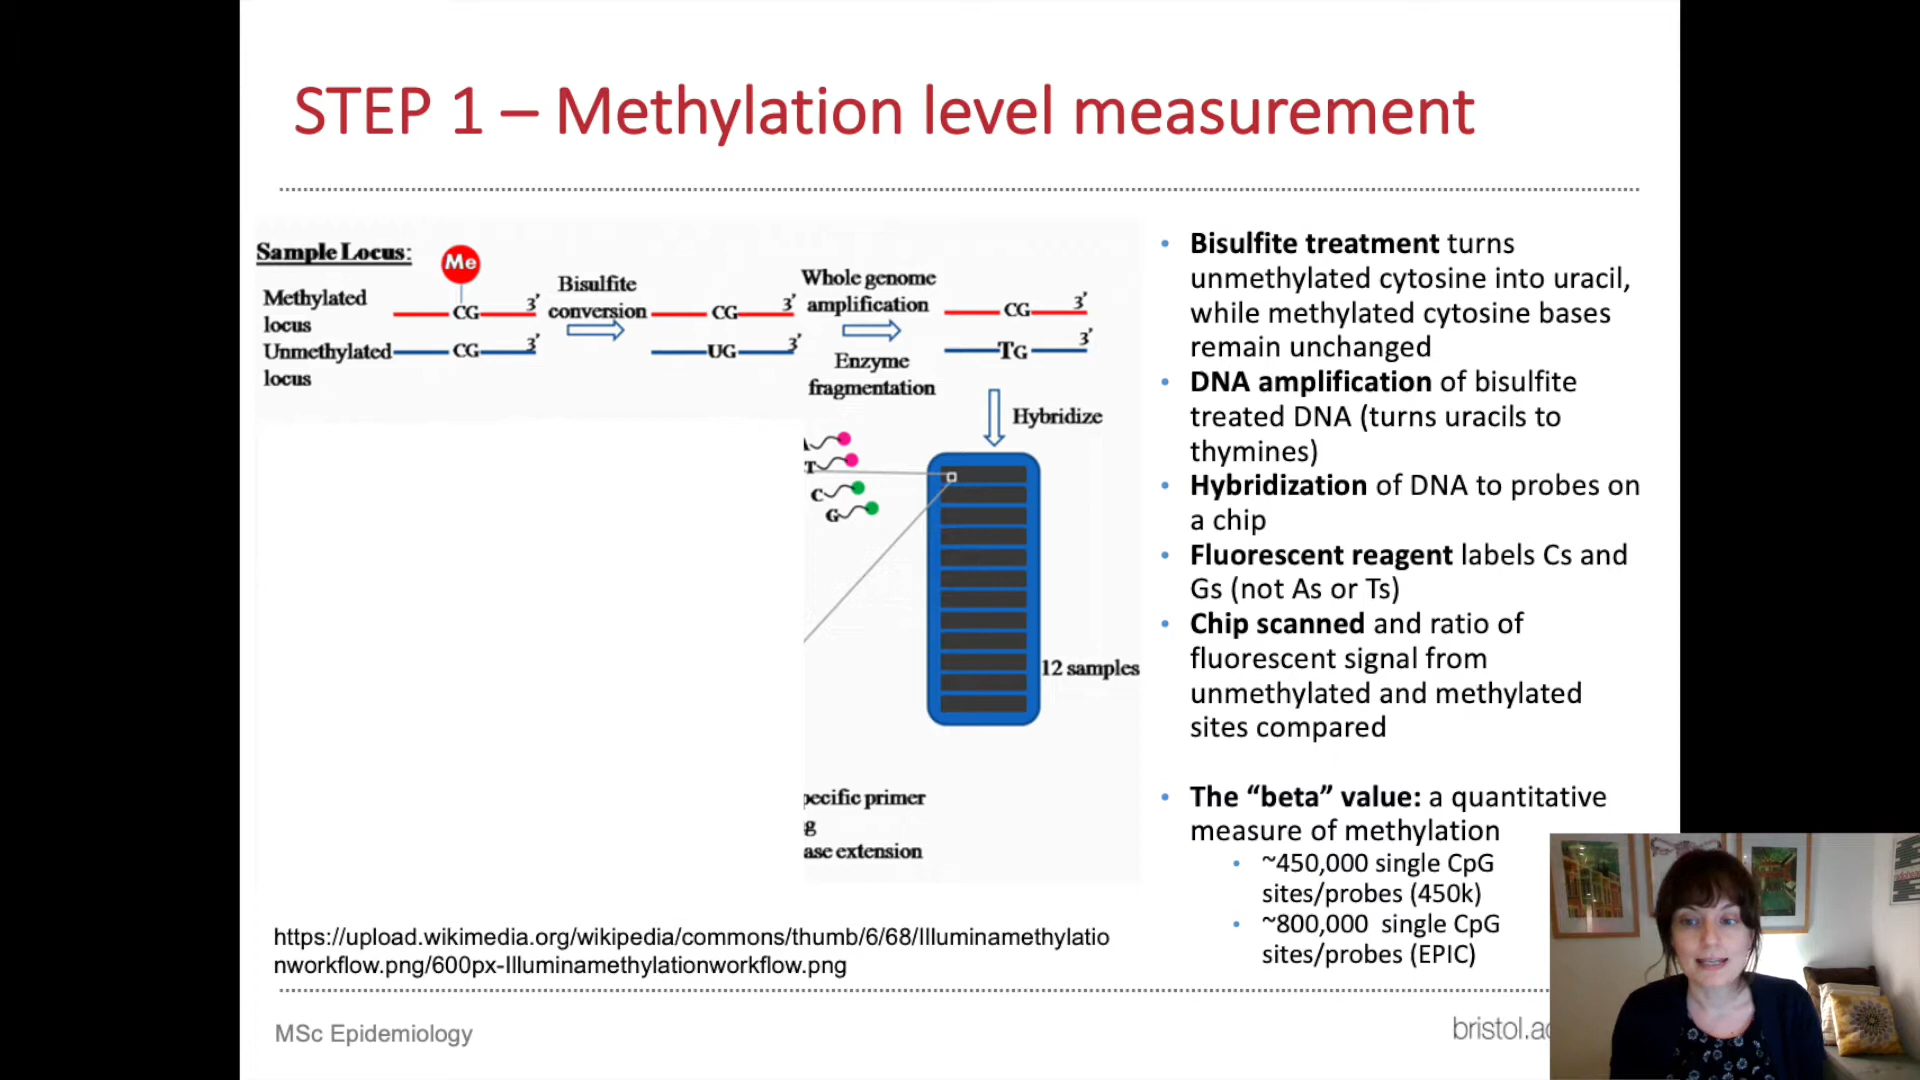 STEP 1 – Methylation level measurement
Sample Locus:
Me
Methylated
locus
CG
3'
Unmethylated
locus
CG
3'
Bisulfite
conversion
CG
3'
UG
3'
Whole genome
amplification
Enzyme
fragmentation
CG
3'
TG
3'
Hybridize
T
C
G
12 samples
pecific primer
g
ase extension
• Bisulfite treatment turns
unmethylated cytosine into uracil,
while methylated cytosine bases
remain unchanged
• DNA amplification of bisulfite
treated DNA (turns uracils to
thymines)
• Hybridization of DNA to probes on
a chip
• Fluorescent reagent labels Cs and
Gs (not As or Ts)
• Chip scanned and ratio of
fluorescent signal from
unmethylated and methylated
sites compared
• The “beta” value: a quantitative
measure of methylation
• ~450,000 single CpG
sites/probes (450k)
• ~800,000 single CpG
sites/probes (EPIC)
https://upload.wikimedia.org/wikipedia/commons/thumb/6/68/Illuminamethylatio
nworkflow.png/600px-Illuminamethylationworkflow.png
MSc Epidemiology
bristol.ac